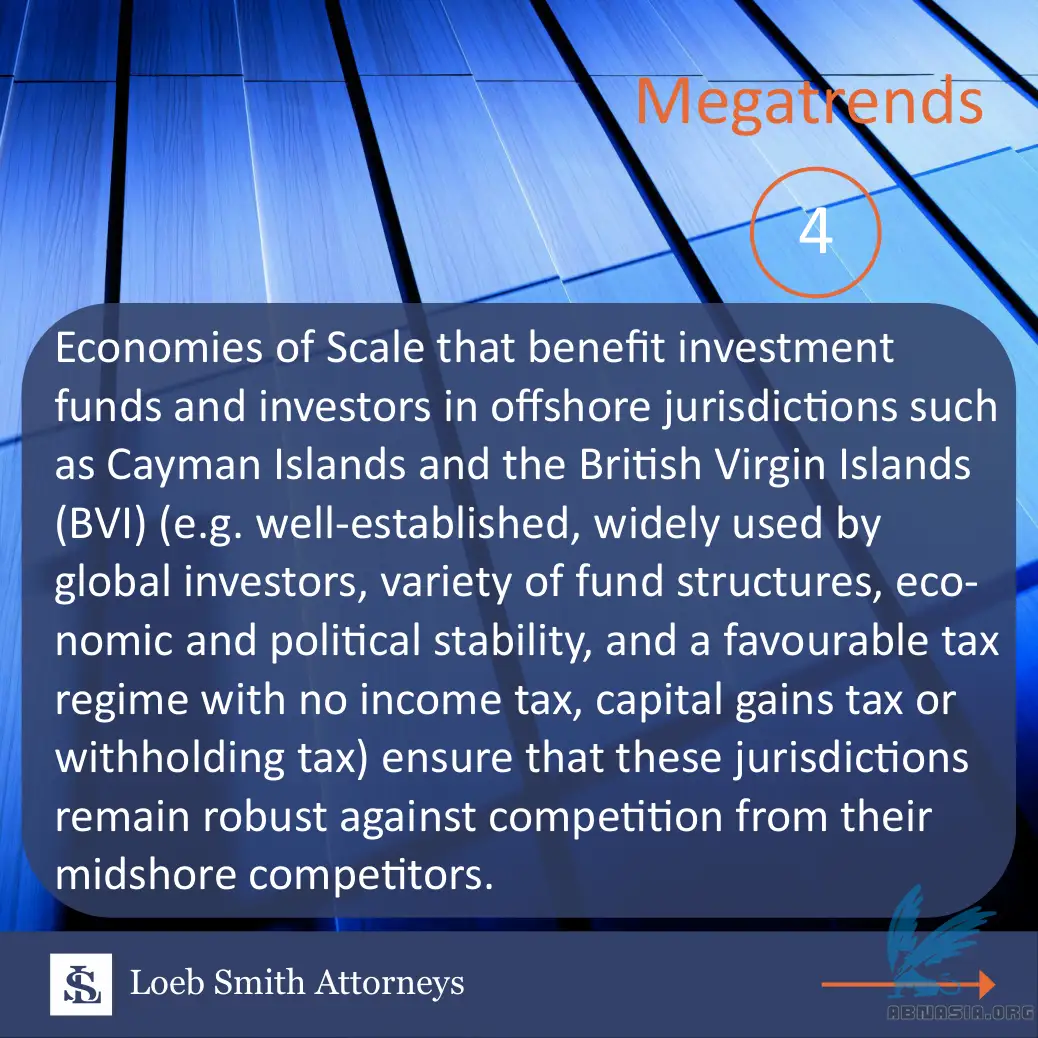 Megatrends
4
Economies of Scale that benefit investment
funds and investors in offshore jurisdictions such
as Cayman Islands and the British Virgin Islands
(BVI) (e.g. well-established, widely used by
global investors, variety of fund structures, eco-
nomic and political stability, and a favourable tax
regime with no income tax, capital gains tax or
withholding tax) ensure that these jurisdictions
remain robust against competition from their
midshore competitors.
SL Loeb Smith Attorneys
ABNASIA.ORG